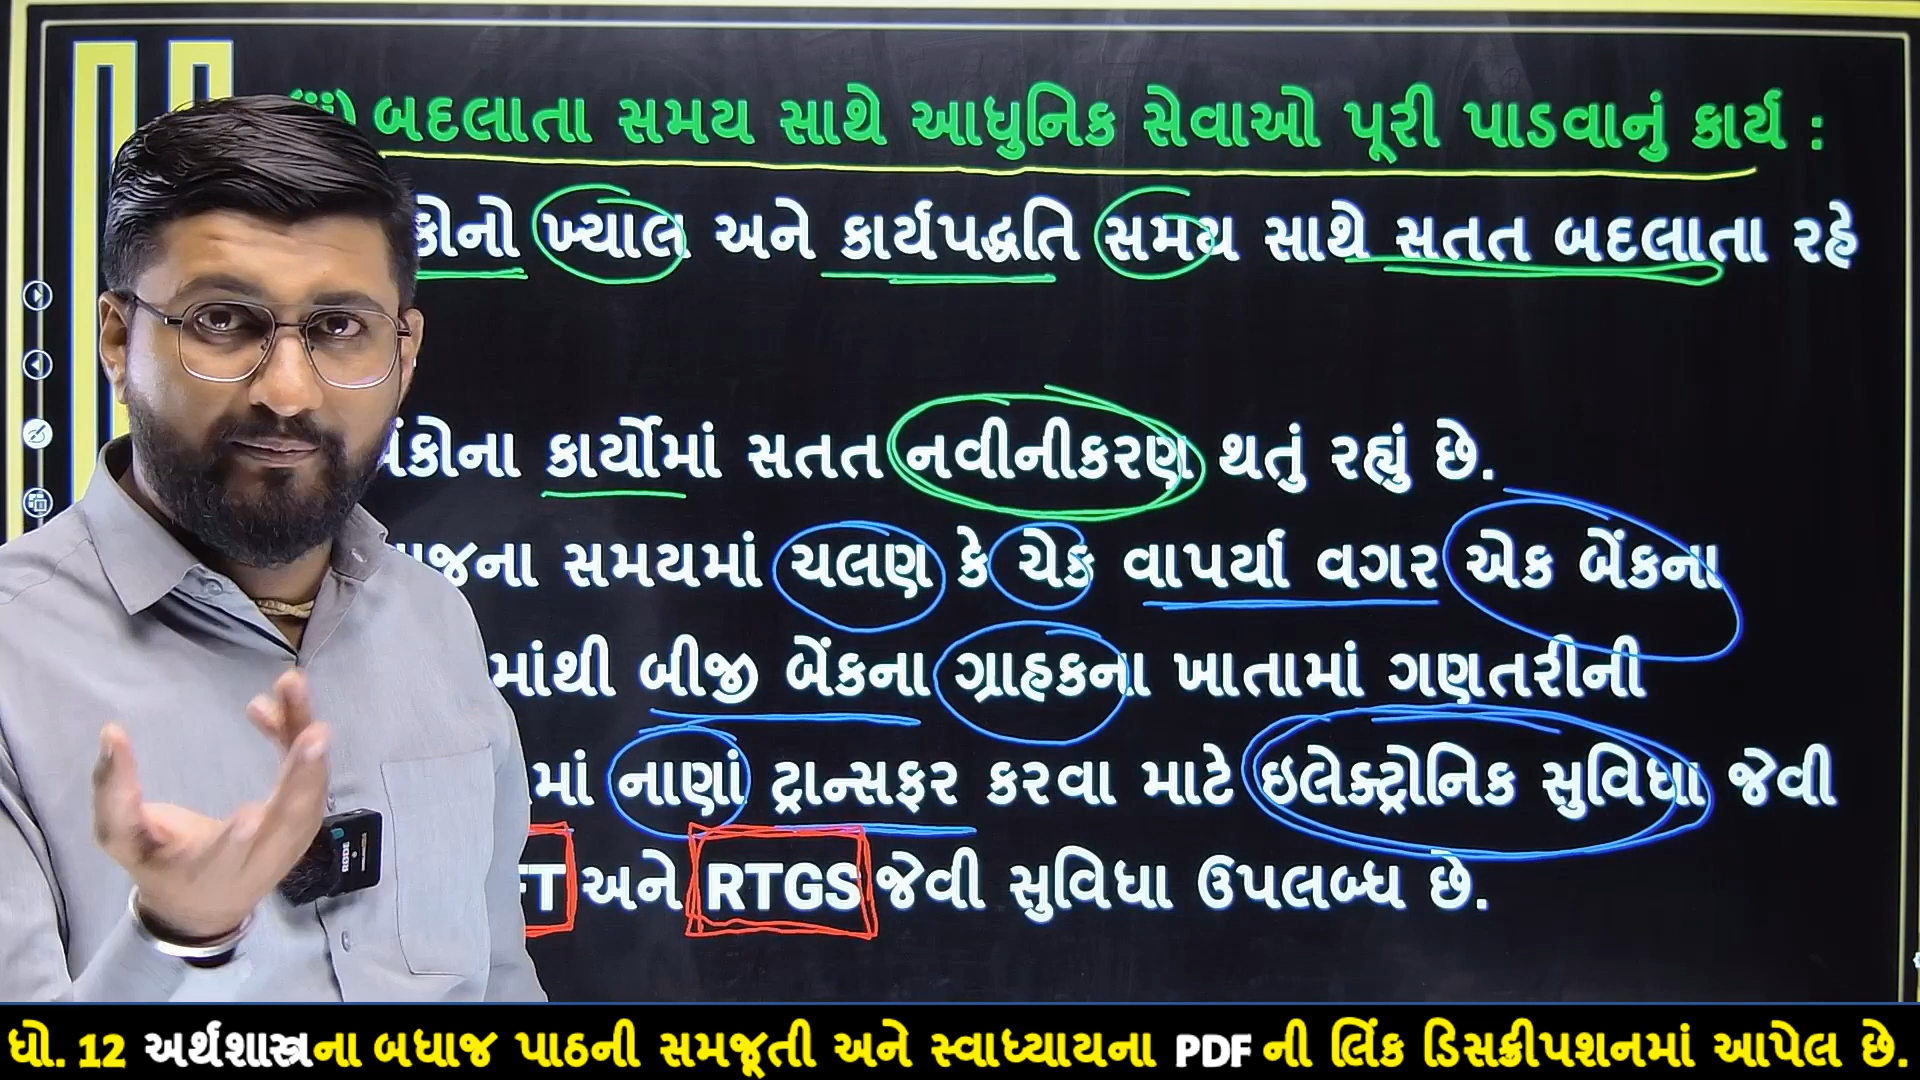 બદલાતા સમય સાથે આધુનિક સેવાઓ પૂરી પાડવાનું કાર્ય :
ખ્યાલ અને કાર્યપદ્ધતિ સમય સાથે સતત બદલાતા રહે
કાર્યોમાં સતત નવીનીકરણ થતું રહ્યું છે.
સમયમાં ચલણ કે ચેક વાપર્યા વગર એક બેંકના
બીજી બેંકના ગ્રાહકના ખાતામાં ગણતરીની
નાણાં ટ્રાન્સફર કરવા માટે ઇલેક્ટ્રોનિક સુવિધા જેવી
અને RTGS જેવી સુવિધા ઉપલબ્ધ છે.
RODE
ધો. 12 અર્થશાસ્ત્રના બધાજ પાઠની સમજૂતી અને સ્વાધ્યાયના PDF ની લિંક ડિસક્રીપશનમાં આપેલ છે.